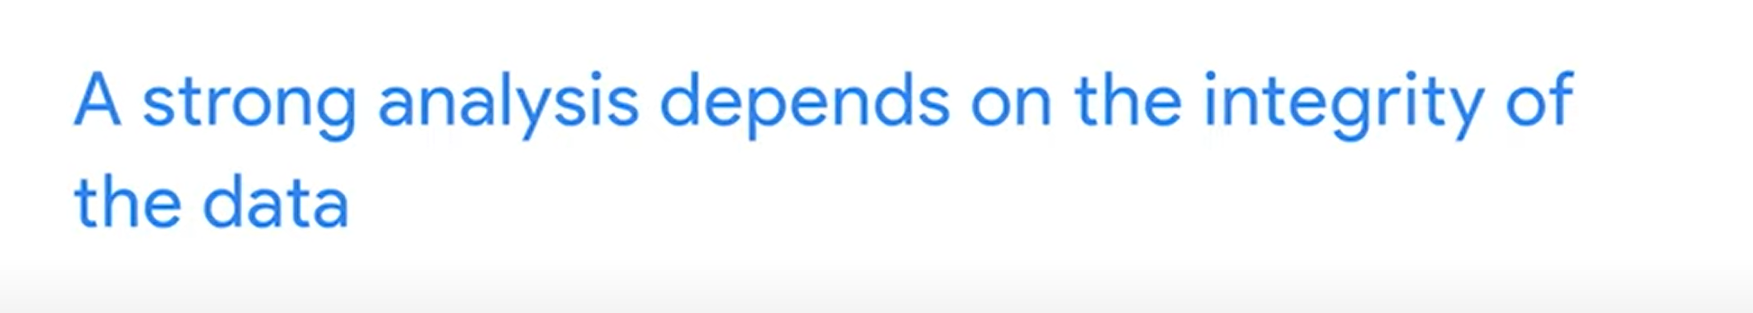 A strong analysis depends on the integrity of
the data